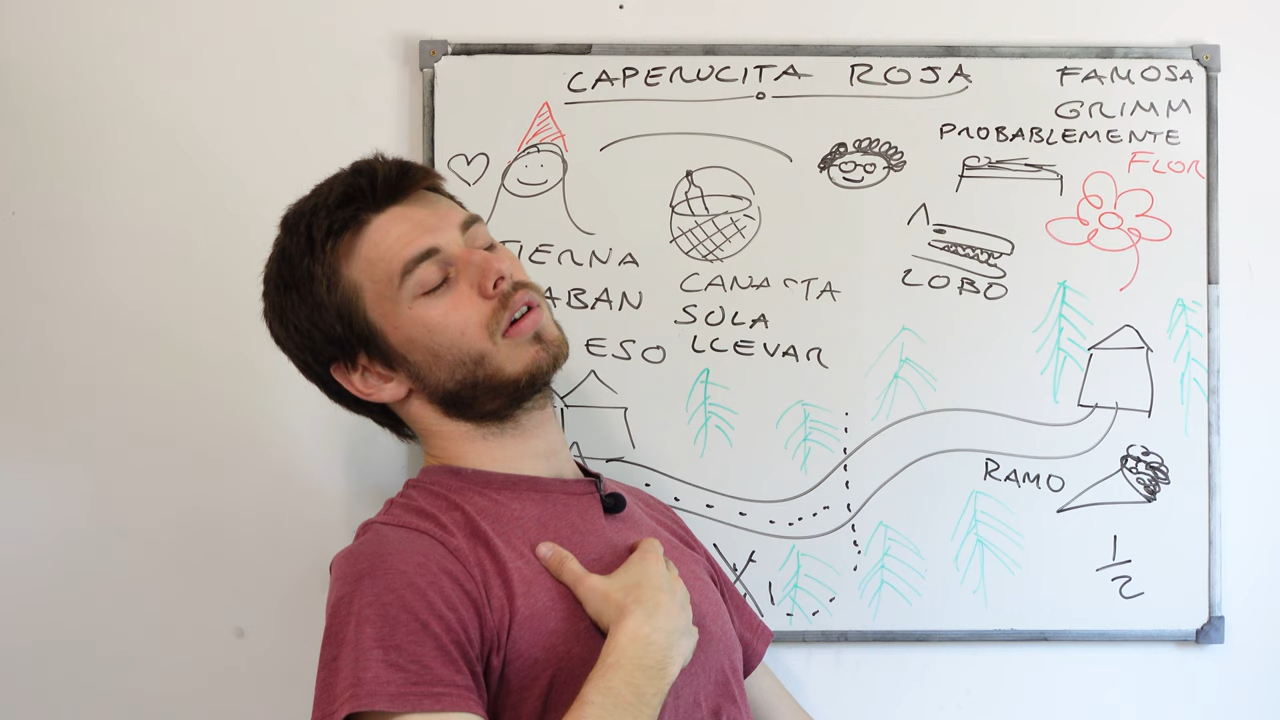 CAPERUCITA ROJA
FAMOSA
GRIMM
PROBABLEMENTE
FLOR
TIERNA
ABAN
ESO
CANASTA
SOLA
LLEVAR
LOBO
RAMO
1/2